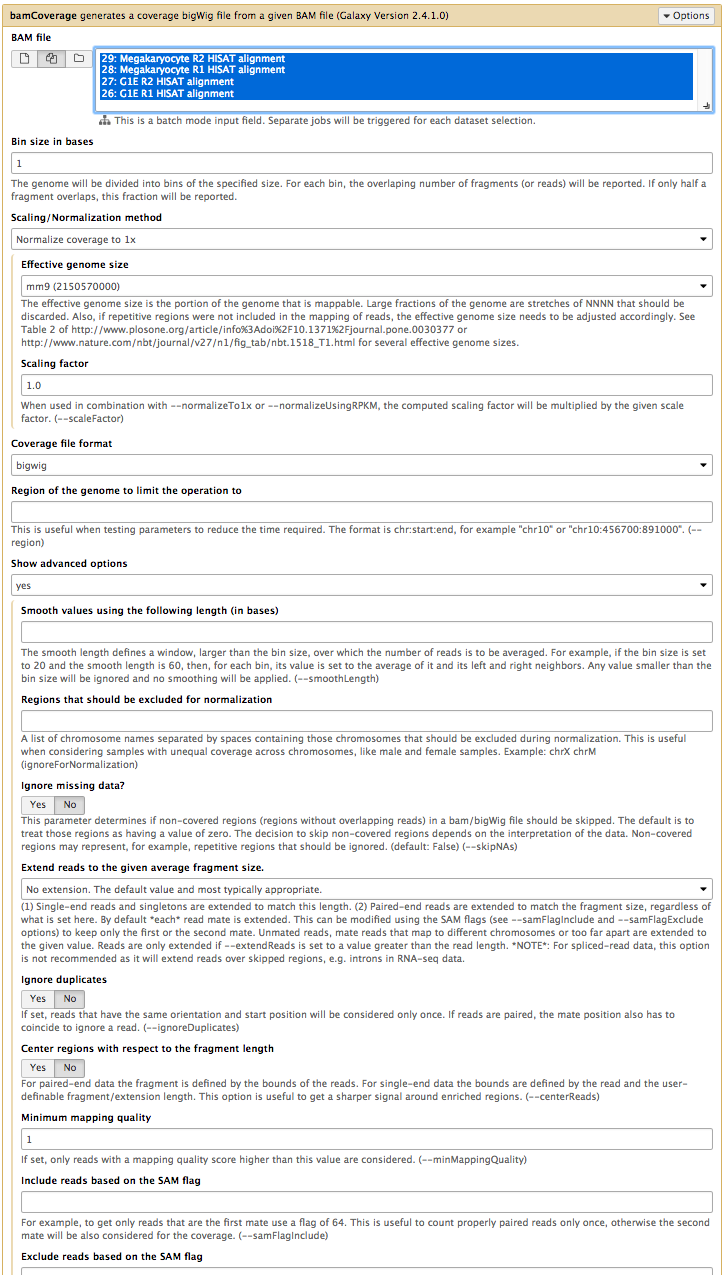 bamCoverage generates a coverage bigWig file from a given BAM file (Galaxy Version 2.4.1.0)
Options
BAM file
29: Megakaryocyte R2 HISAT alignment
28: Megakaryocyte R1 HISAT alignment
27: G1E R2 HISAT alignment
26: G1E R1 HISAT alignment
This is a batch mode input field. Separate jobs will be triggered for each dataset selection.
Bin size in bases
1
The genome will be divided into bins of the specified size. For each bin, the overlaping number of fragments (or reads) will be reported. If only half a
fragment overlaps, this fraction will be reported.
Scaling/Normalization method
Normalize coverage to 1x
Effective genome size
mm9 (2150570000)
The effective genome size is the portion of the genome that is mappable. Large fractions of the genome are stretches of NNNN that should be
discarded. Also, if repetitive regions were not included in the mapping of reads, the effective genome size needs to be adjusted accordingly. See
Table 2 of http://www.plosone.org/article/info%3Adoi%2F10.1371%2Fjournal.pone.0030377 or
http://www.nature.com/nbt/journal/v27/n1/fig_tab/nbt.1518_T1.html for several effective genome sizes.
Scaling factor
1.0
When used in combination with --normalizeTo1x or --normalizeUsingRPKM, the computed scaling factor will be multiplied by the given scale
factor. (--scaleFactor)
Coverage file format
bigwig
Region of the genome to limit the operation to
This is useful when testing parameters to reduce the time required. The format is chr:start:end, for example "chr10" or "chr10:456700:891000". (--
region)
Show advanced options
yes
Smooth values using the following length (in bases)
The smooth length defines a window, larger than the bin size, over which the number of reads is to be averaged. For example, if the bin size is set
to 20 and the smooth length is 60, then, for each bin, its value is set to the average of it and its left and right neighbors. Any value smaller than the
bin size will be ignored and no smoothing will be applied. (--smoothLength)
Regions that should be excluded for normalization
A list of chromosome names separated by spaces containing those chromosomes that should be excluded during normalization. This is useful
when considering samples with unequal coverage across chromosomes, like male and female samples. Example: chrX chrM
(ignoreForNormalization)
Ignore missing data?
Yes No
This parameter determines if non-covered regions (regions without overlapping reads) in a bam/bigWig file should be skipped. The default is to
treat those regions as having a value of zero. The decision to skip non-covered regions depends on the interpretation of the data. Non-covered
regions may represent, for example, repetitive regions that should be ignored. (default: False) (--skipNAs)
Extend reads to the given average fragment size.
No extension. The default value and most typically appropriate.
(1) Single-end reads and singletons are extended to match this length. (2) Paired-end reads are extended to match the fragment size, regardless of
what is set here. By default *each* read mate is extended. This can be modified using the SAM flags (see --samFlagInclude and --samFlagExclude
options) to keep only the first or the second mate. Unmated reads, mate reads that map to different chromosomes or too far apart are extended to
the given value. Reads are only extended if --extendReads is set to a value greater than the read length. *NOTE*: For spliced-read data, this option
is not recommended as it will extend reads over skipped regions, e.g. introns in RNA-seq data.
Ignore duplicates
Yes No
If set, reads that have the same orientation and start position will be considered only once. If reads are paired, the mate position also has to
coincide to ignore a read. (--ignoreDuplicates)
Center regions with respect to the fragment length
Yes No
For paired-end data the fragment is defined by the bounds of the reads. For single-end data the bounds are defined by the read and the user-
definable fragment/extension length. This option is useful to get a sharper signal around enriched regions. (--centerReads)
Minimum mapping quality
1
If set, only reads with a mapping quality score higher than this value are considered. (--minMappingQuality)
Include reads based on the SAM flag
For example, to get only reads that are the first mate use a flag of 64. This is useful to count properly paired reads only once, otherwise the second
mate will be also considered for the coverage. (--samFlagInclude)
Exclude reads based on the SAM flag